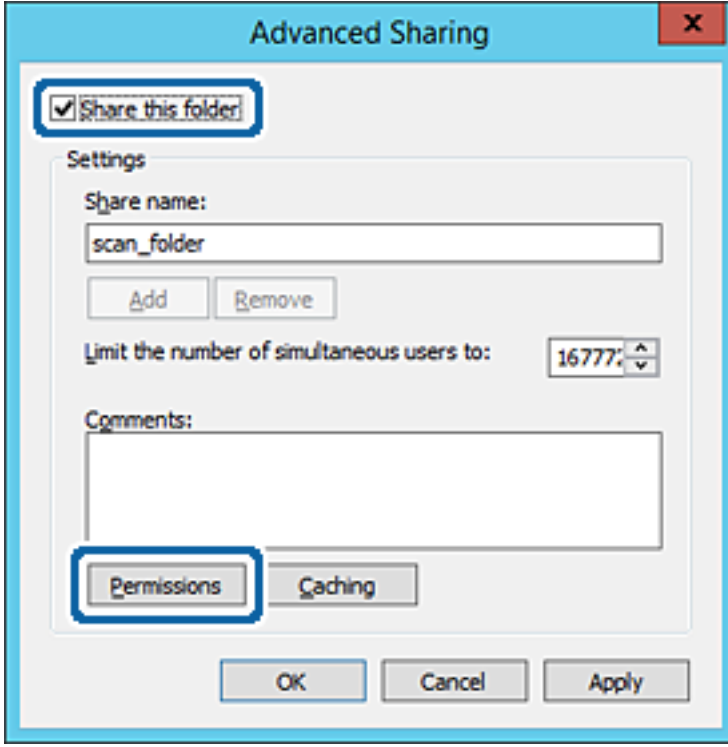 Advanced Sharing
x
Share this folder
Settings
Share name:
scan_folder
Add Remove
Limit the number of simultaneous users to:
Comments:
Permissions Caching
OK Cancel Apply